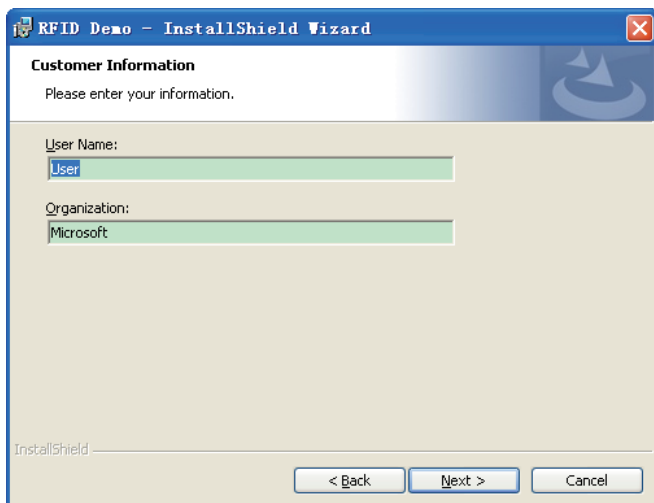 RFID Demo - InstallShield Wizard
Customer Information
Please enter your information.
User Name:
User
Organization:
Microsoft
InstallShield
< Back
Next >
Cancel